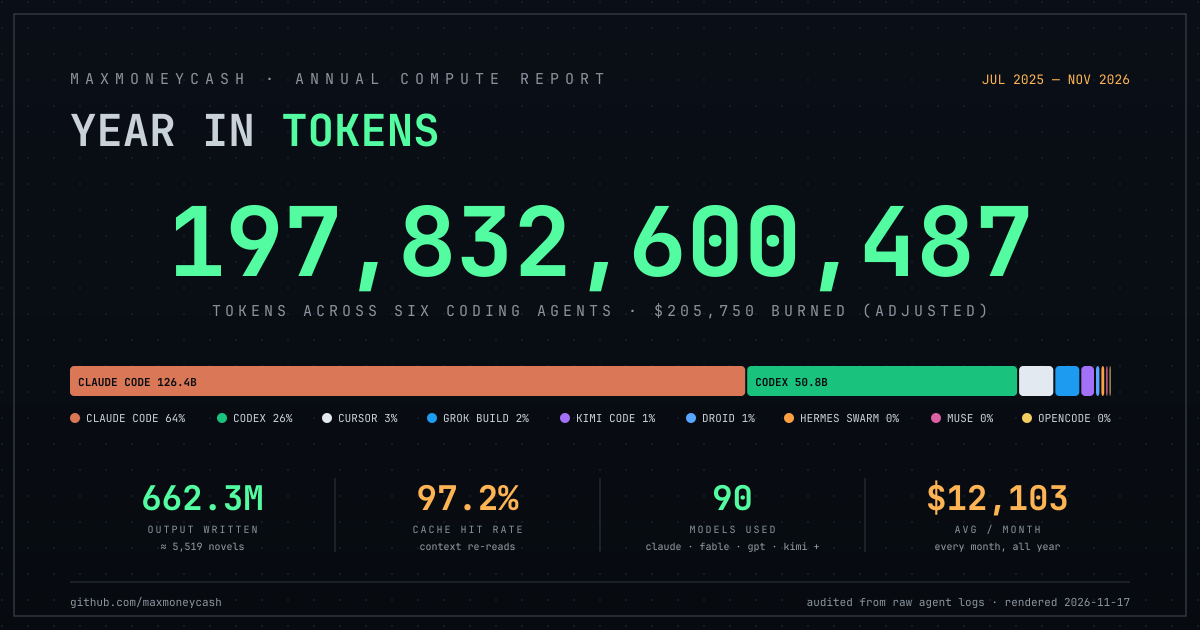 MAXMONEYCASH · ANNUAL COMPUTE REPORT
JUL 2025 — NOV 2026
YEAR IN TOKENS
197,832,600,487
TOKENS ACROSS SIX CODING AGENTS · $205,750 BURNED (ADJUSTED)
CLAUDE CODE 126.4B CODEX 50.8B
CLAUDE CODE 64% CODEX 26% CURSOR 3% GROK BUILD 2% KIMI CODE 1% DROID 1% HERMES SWARM 0% MUSE 0% OPENCODE 0%
662.3M 97.2% 90 $12,103
OUTPUT WRITTEN CACHE HIT RATE MODELS USED AVG / MONTH
≈ 5,519 novels context re-reads claude · fable · gpt · kimi + every month, all year
github.com/maxmoneycash audited from raw agent logs · rendered 2026-11-17